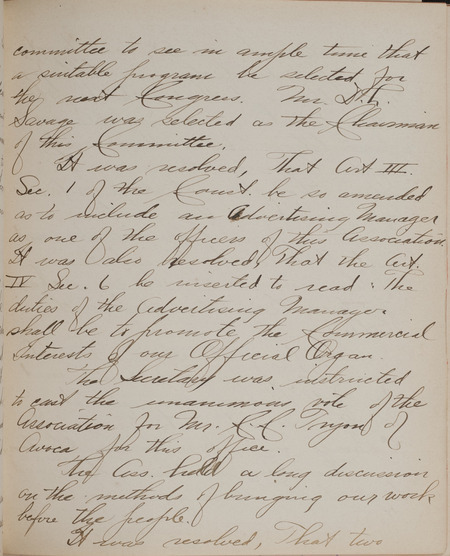 committee to see in ample time that
a suitable program be selected for
the next Congress. Mr. D.
Savage was selected as the Chairman
of this Committee.
It was resolved, That Art III.
Sec. 1 of the Const. be so amended
as to include an Advertising Manager
as one of the officers of this Association.
It was also resolved That the Art.
IV Sec. 6 be inserted to read: The
duties of the Advertising Manager
shall be to promote the Commercial
Interests of our Official Organ.
The Secretary was instructed
to cast the unanimous vote of the
Association for Mr. C. C. Tryon of
Avoca for this office.
The Ass. held a long discussion
on the methods of bringing our work
before the people.
It was resolved, That two